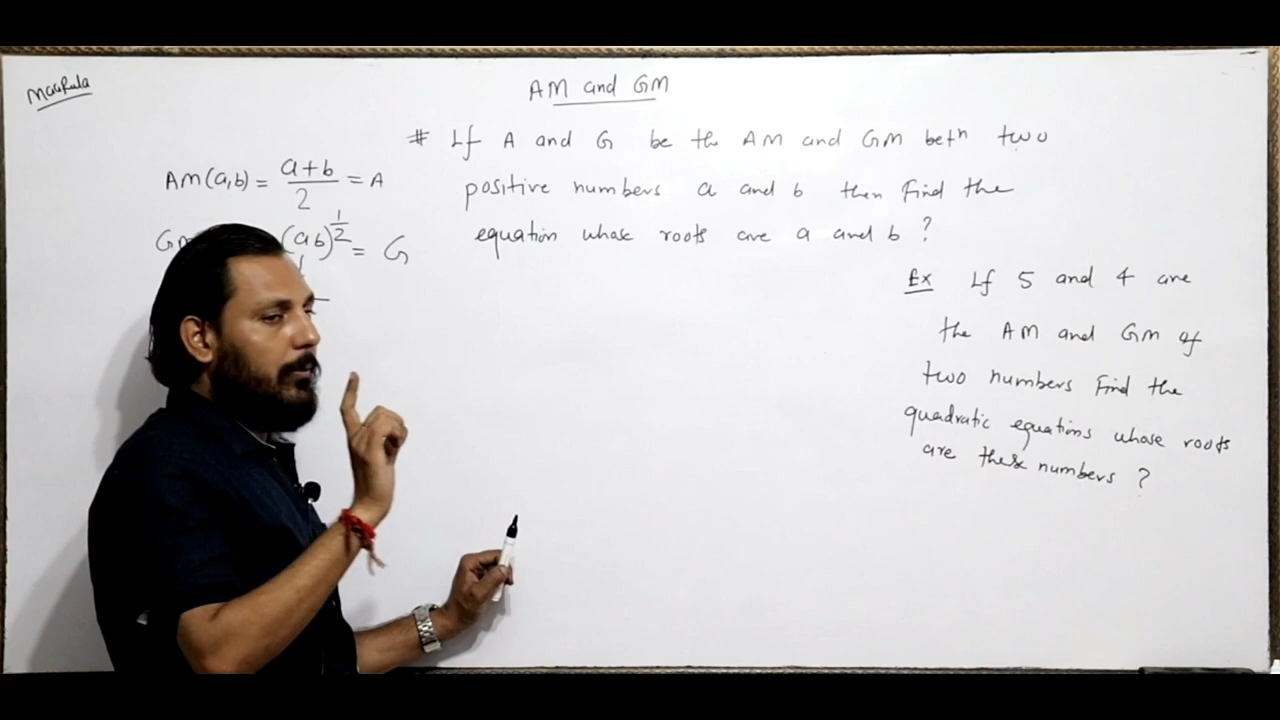 MaaRula
AM and GM
# If A and G be the AM and GM betn two
positive numbers a and b then Find the
equation whose roots are a and b ?
AM(a,b) = a+b/2 = A
(ab)^1/2 = G
Ex If 5 and 4 are
the AM and GM of
two numbers Find the
quadratic equations whose roots
are these numbers ?